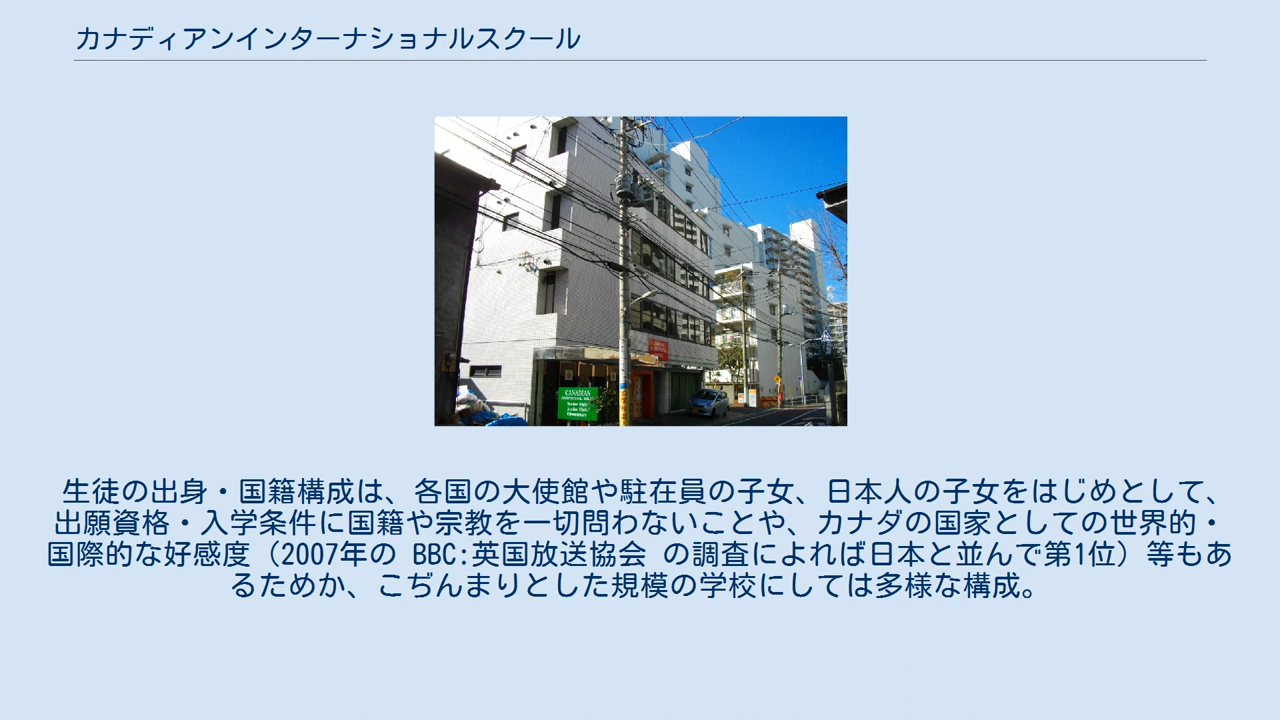 カナディアンインターナショナルスクール
CANADIAN
生徒の出身・国籍構成は、各国の大使館や駐在員の子女、日本人の子女をはじめとして、
出願資格・入学条件に国籍や宗教を一切問わないことや、カナダの国家としての世界的・
国際的な好感度（2007年の BBC:英国放送協会 の調査によれば日本と並んで第1位）等もあ
るためか、こぢんまりとした規模の学校にしては多様な構成。